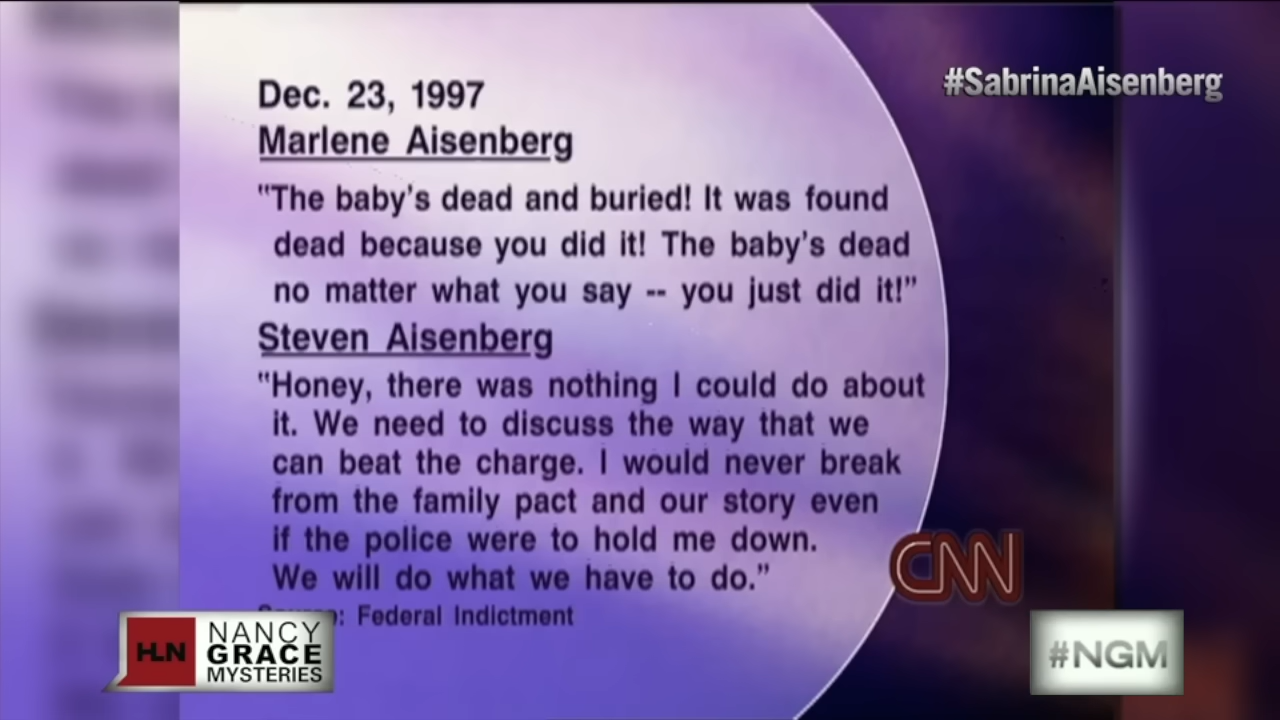 #SabrinaAisenberg
Dec. 23, 1997
Marlene Aisenberg
"The baby's dead and buried! It was found
dead because you did it! The baby's dead
no matter what you say -- you just did it!"
Steven Aisenberg
"Honey, there was nothing I could do about
it. We need to discuss the way that we
can beat the charge. I would never break
from the family pact and our story even
if the police were to hold me down.
We will do what we have to do."
: Federal Indictment
CNN
HLN
NANCY
GRACE
MYSTERIES
#NGM